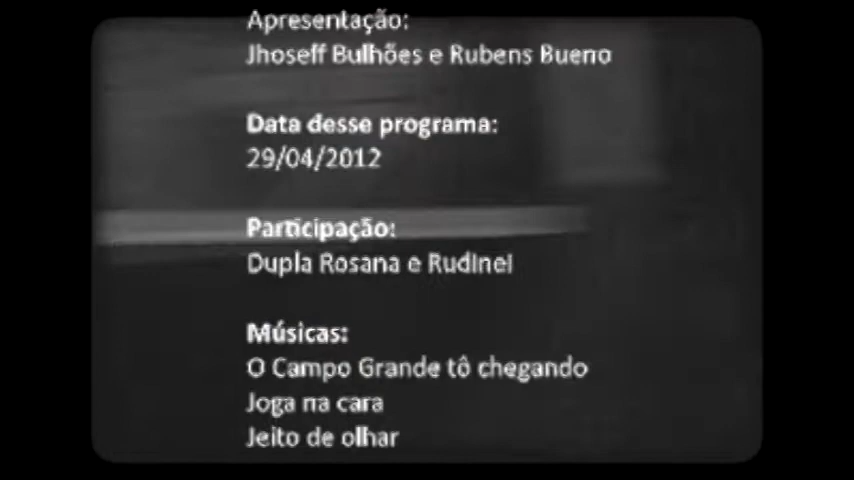 Apresentação:
Jhoseff Bulhões e Rubens Bueno
Data desse programa:
29/04/2012
Participação:
Dupla Rosana e Rudinei
Músicas:
O Campo Grande tô chegando
Joga na cara
Jeito de olhar